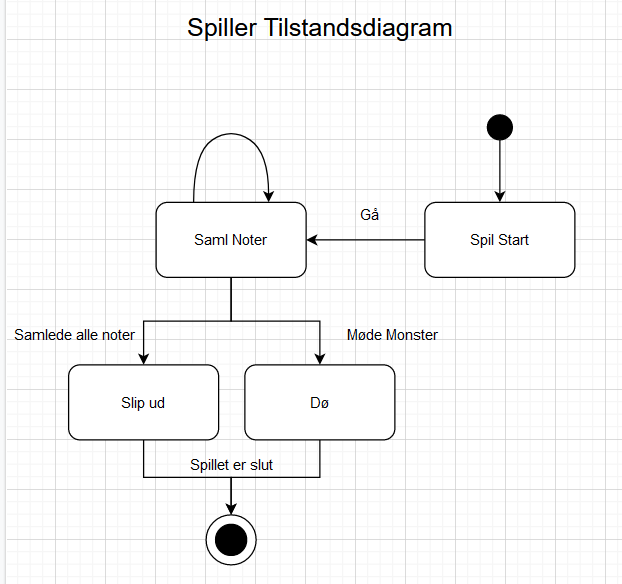 Spiller Tilstandsdiagram
Gå
Saml Noter
Spil Start
Samlede alle noter
Møde Monster
Slip ud
Dø
Spillet er slut